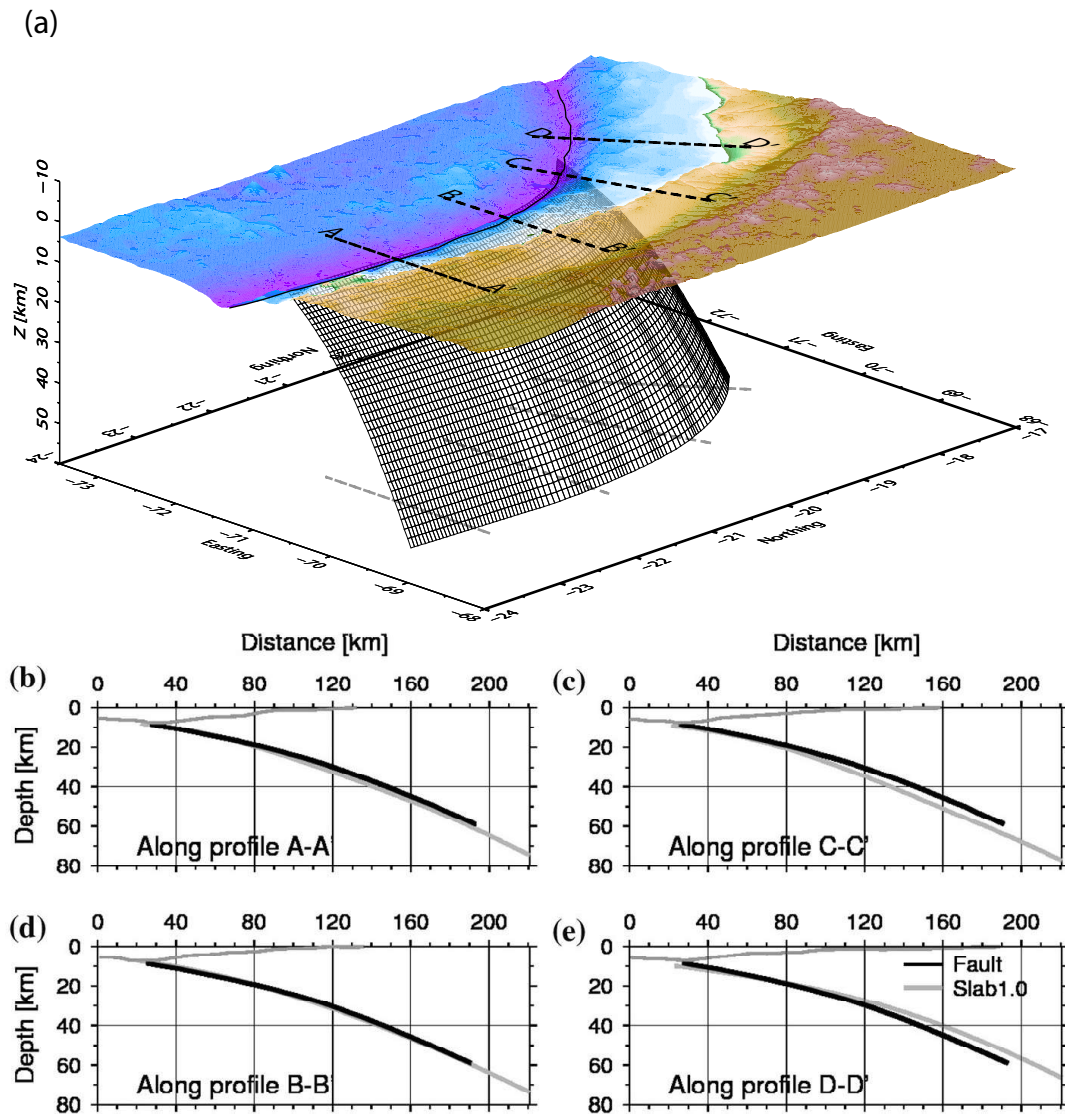 (a)
D
D´
C
C´
B
B´
A
A´
Z [km]
−10
0
10
20
30
40
50
Northing
−21
−22
−23
−24
−73
−72
−71
−70
−69
−68
Easting
−72
−71
−70
−69
−68
Easting
−17
−18
−19
−20
−21
−22
−23
−24
Northing
Distance [km]
Distance [km]
(b)
0 40 80 120 160 200
Depth [km]
0
20
40
60
80
Along profile A-A'
(c)
0 40 80 120 160 200
0
20
40
60
80
Along profile C-C'
(d)
0 40 80 120 160 200
Depth [km]
0
20
40
60
80
Along profile B-B'
(e)
0 40 80 120 160 200
0
20
40
60
80
Fault
Slab1.0
Along profile D-D'